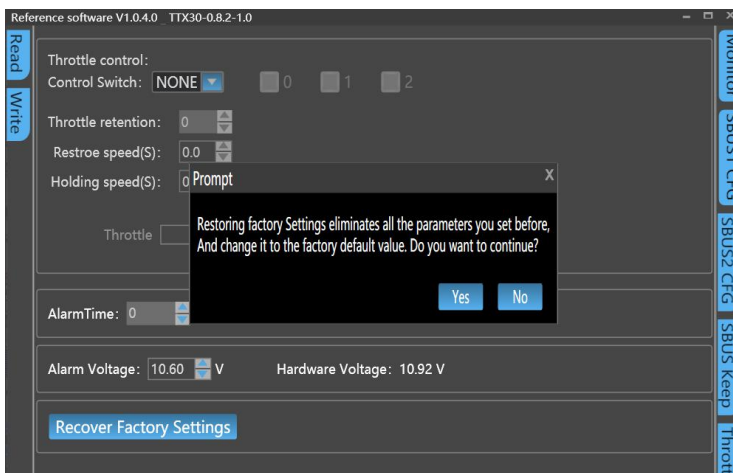 Reference software V1.0.4.0 TTX30-0.8.2-1.0
Read
Write
Throttle control:
Control Switch: NONE 0 1 2
Throttle retention: 0
Restroe speed(S): 0.0
Holding speed(S): 0
Throttle
Prompt X
Restoring factory Settings eliminates all the parameters you set before,
And change it to the factory default value. Do you want to continue?
Yes No
AlarmTime: 0
Alarm Voltage: 10.60 V Hardware Voltage: 10.92 V
Recover Factory Settings
Monitor
SBUS1 CFG
SBUS2 CFG
SBUS Keep
Thrott